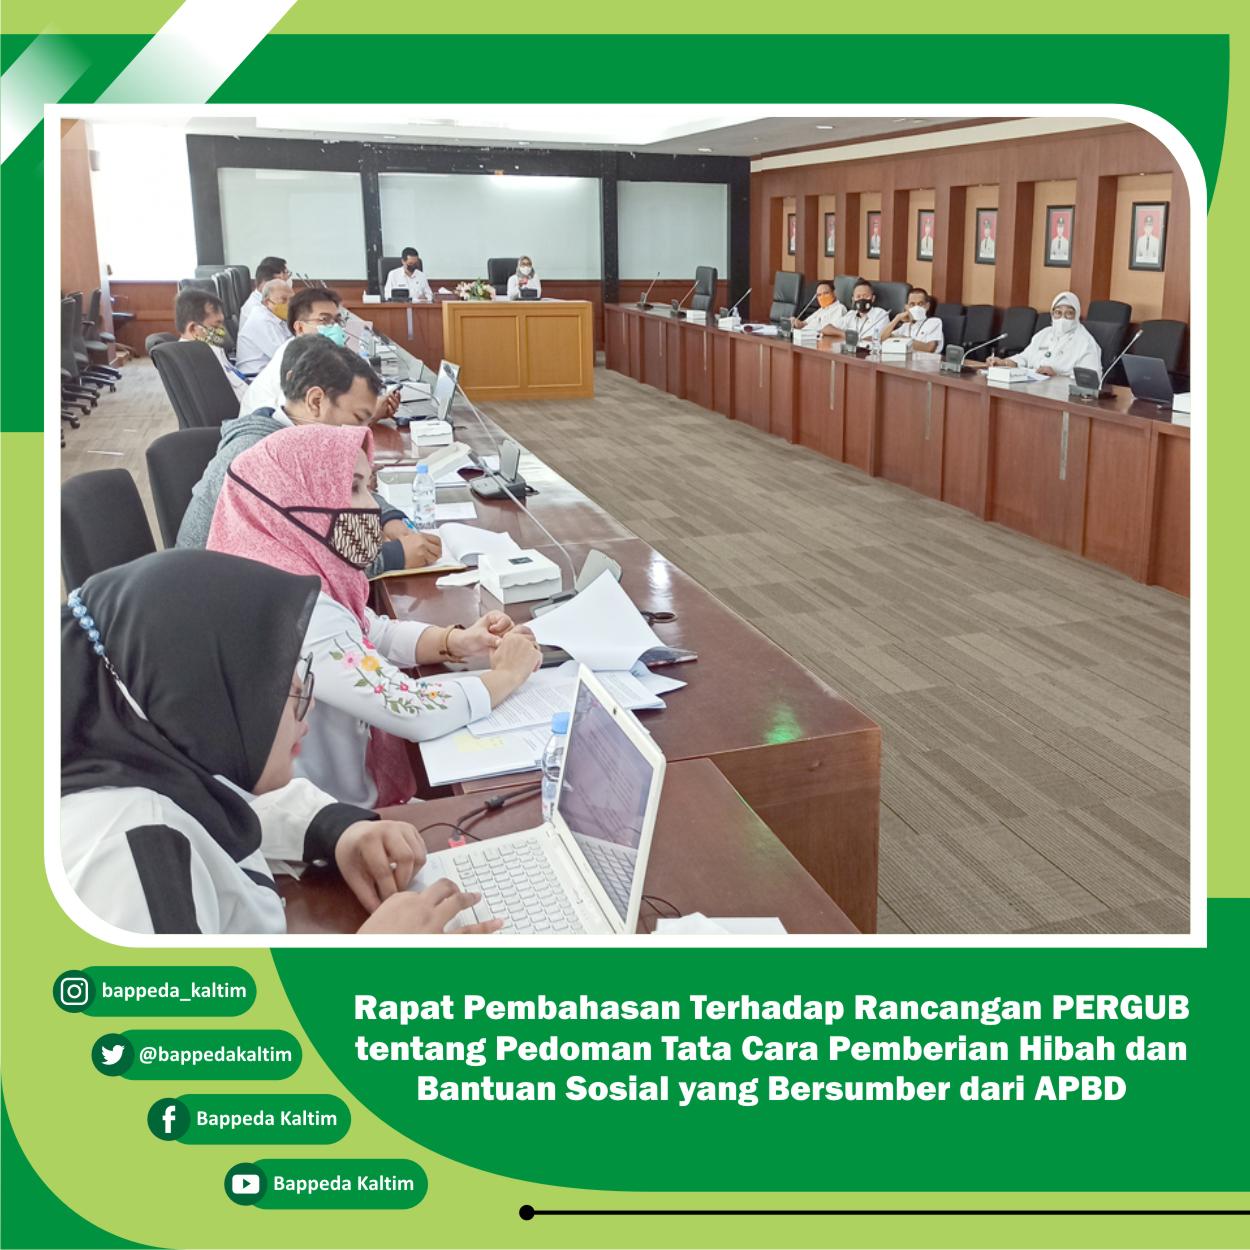 bappeda_kaltim
@bappedakaltim
Bappeda Kaltim
Bappeda Kaltim
Rapat Pembahasan Terhadap Rancangan PERGUB
tentang Pedoman Tata Cara Pemberian Hibah dan
Bantuan Sosial yang Bersumber dari APBD